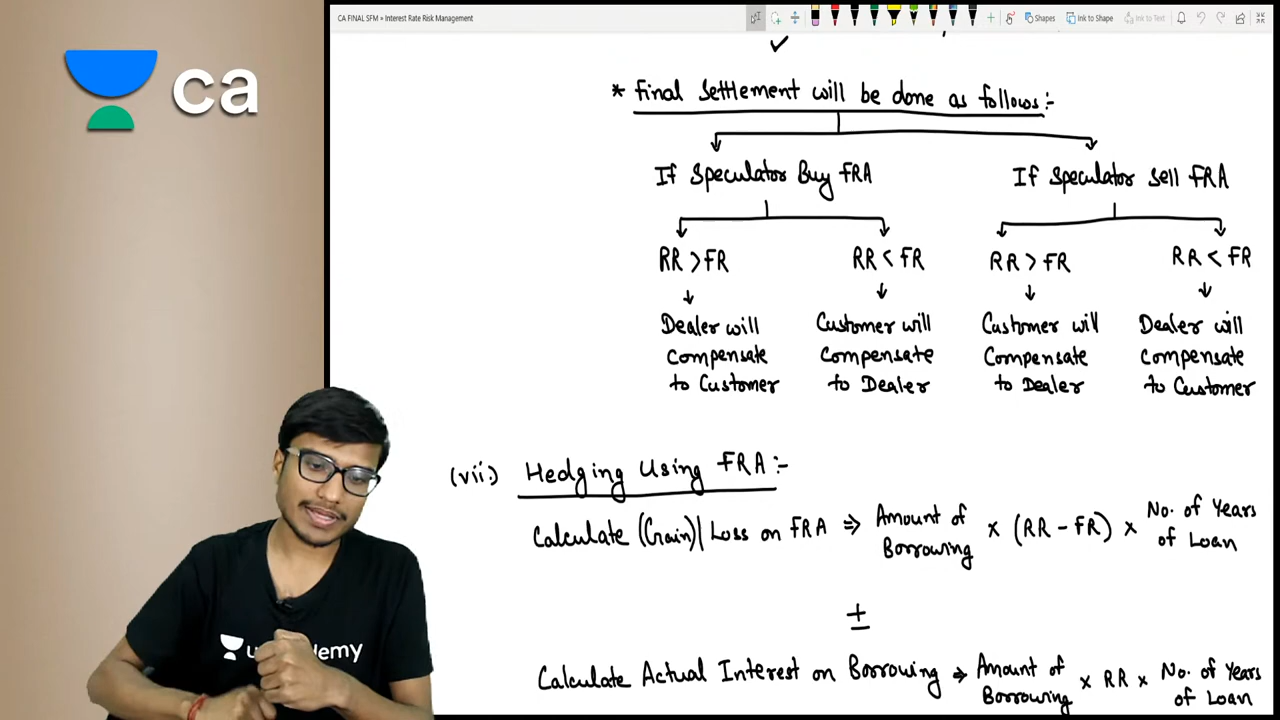 CA FINAL SFM » Interest Rate Risk Management
Shapes
Ink to Shape
Ink to Text
ca
* Final Settlement will be done as follows:-
If Speculator Buy FRA
If Speculator Sell FRA
RR > FR
RR < FR
RR > FR
RR < FR
Dealer will
compensate
to Customer
Customer will
compensate
to Dealer
Customer will
Compensate
to Dealer
Dealer will
Compensate
to Customer
(vii) Hedging Using FRA:-
Calculate (Gain)| Loss on FRA ⇒ Amount of Borrowing × (RR - FR) × No. of Years of Loan
±
Calculate Actual Interest on Borrowing ⇒ Amount of Borrowing × RR × No. of Years of Loan